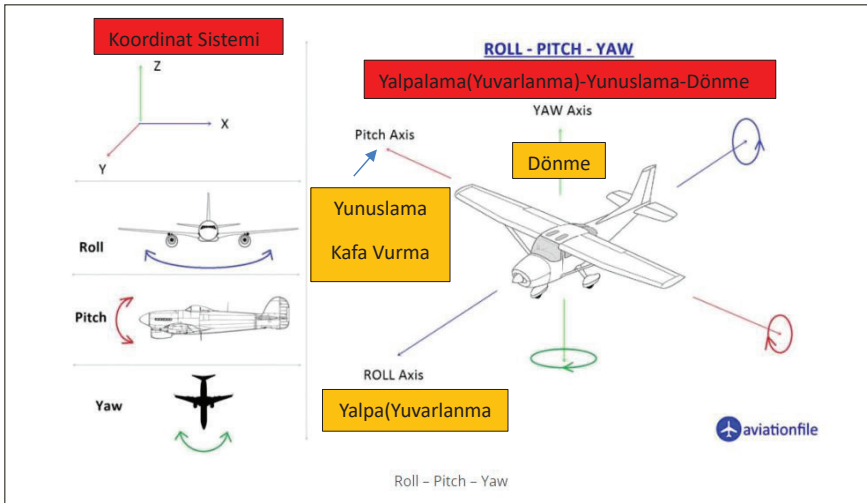 Koordinat Sistemi
Z
X
Y
Roll
Pitch
Yaw
ROLL - PITCH - YAW
Yalpalama(Yuvarlanma)-Yunuslama-Dönme
YAW Axis
Pitch Axis
Dönme
Yunuslama
Kafa Vurma
ROLL Axis
Yalpa(Yuvarlanma
aviationfile
Roll – Pitch – Yaw